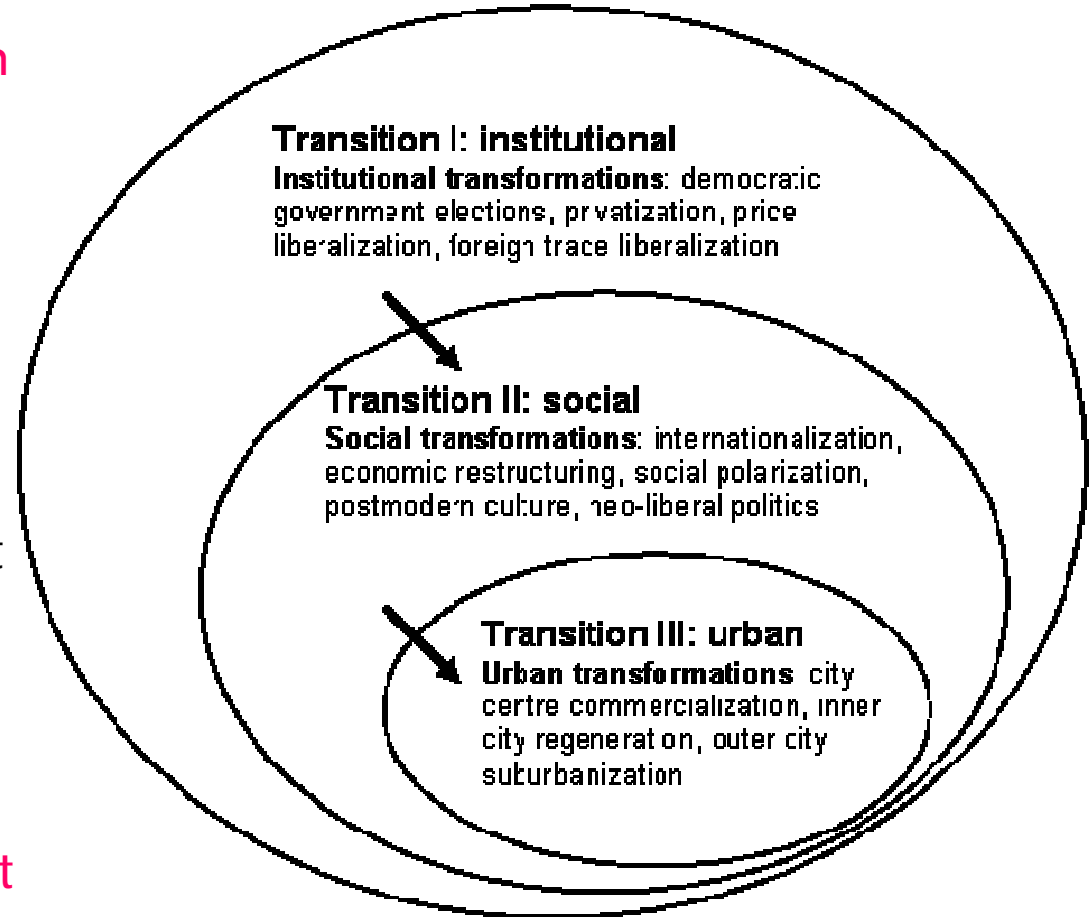 Transition I: institutional
Institutional transformations: democratic
government elections, privatization, price
liberalization, foreign trace liberalization
Transition II: social
Social transformations: internationalization,
economic restructuring, social polarization,
postmodern culture, neo-liberal politics
Transition III: urban
Urban transformations city
certre commercialization, inner
city regeneration, outer city
suburbanization